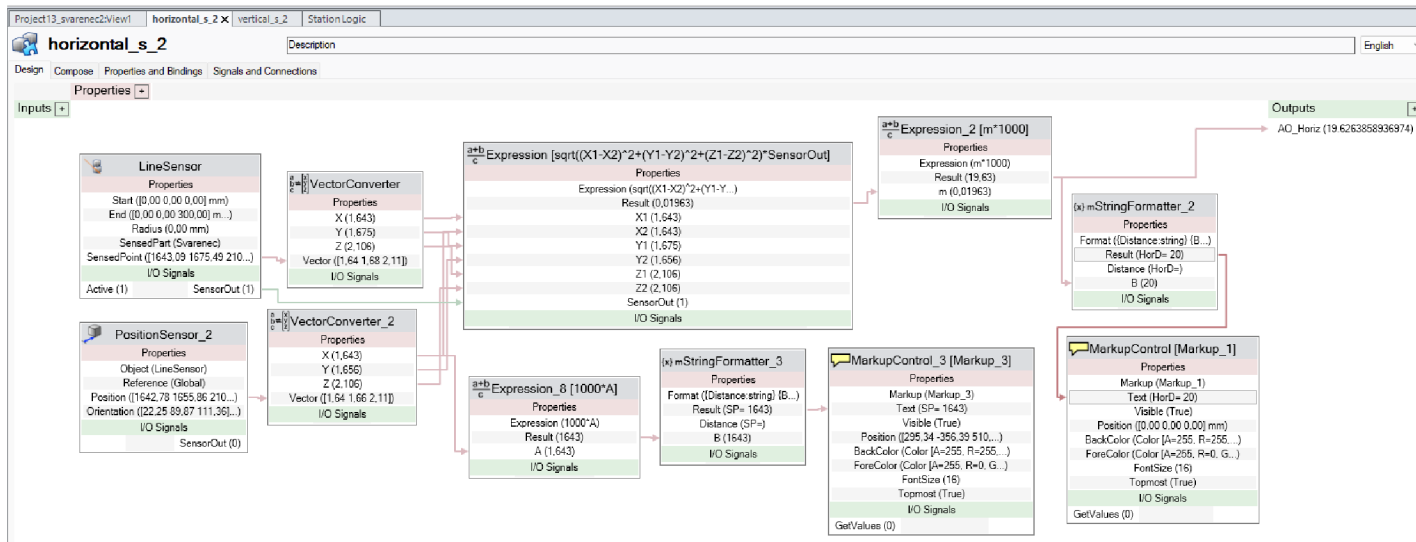 Project13_svarenec2:View1
horizontal_s_2 X
vertical_s_2
Station Logic
horizontal_s_2
Description
English
Design
Compose
Properties and Bindings
Signals and Connections
Properties +
Inputs +
Outputs +
AO_Horiz (19.6263858936974)
LineSensor
Properties
Start ([0,00 0,00 0,00] mm)
End ([0,00 0,00 300,00] m...)
Radius (0,00 mm)
SensedPart (Svarenec)
SensedPoint ([1643,09 1675,49 210...)
I/O Signals
Active (1)
SensorOut (1)
VectorConverter
Properties
X (1,643)
Y (1,675)
Z (2,106)
Vector ([1,64 1,68 2,11])
I/O Signals
PositionSensor_2
Properties
Object (LineSensor)
Reference (Global)
Position ([1642,78 1655,86 210...)
Orientation ([22,25 89,87 111,36]...)
I/O Signals
SensorOut (0)
VectorConverter_2
Properties
X (1,643)
Y (1,656)
Z (2,106)
Vector ([1,64 1,66 2,11])
I/O Signals
a+b
c
Expression [sqrt((X1-X2)^2+(Y1-Y2)^2+(Z1-Z2)^2)*SensorOut]
Properties
Expression (sqrt((X1-X2)^2+(Y1-Y...)
Result (0,01963)
X1 (1,643)
X2 (1,643)
Y1 (1,675)
Y2 (1,656)
Z1 (2,106)
Z2 (2,106)
SensorOut (1)
I/O Signals
a+b
c
Expression_2 [m*1000]
Properties
Expression (m*1000)
Result (19,63)
m (0,01963)
I/O Signals
a+b
c
Expression_8 [1000*A]
Properties
Expression (1000*A)
Result (1643)
A (1,643)
I/O Signals
{x} m StringFormatter_3
Properties
Format ({Distance:string} {B...)
Result (SP= 1643)
Distance (SP=)
B (1643)
I/O Signals
MarkupControl_3 [Markup_3]
Properties
Markup (Markup_3)
Text (SP= 1643)
Visible (True)
Position ([295,34 -356,39 510,...)
BackColor (Color [A=255, R=255,...)
ForeColor (Color [A=255, R=0, G...)
FontSize (16)
Topmost (True)
I/O Signals
GetValues (0)
{x} m StringFormatter_2
Properties
Format ({Distance:string} {B...)
Result (HorD= 20)
Distance (HorD=)
B (20)
I/O Signals
MarkupControl [Markup_1]
Properties
Markup (Markup_1)
Text (HorD= 20)
Visible (True)
Position ([0,00 0,00 0,00] mm)
BackColor (Color [A=255, R=255,...)
ForeColor (Color [A=255, R=0, G...)
FontSize (16)
Topmost (True)
I/O Signals
GetValues (0)